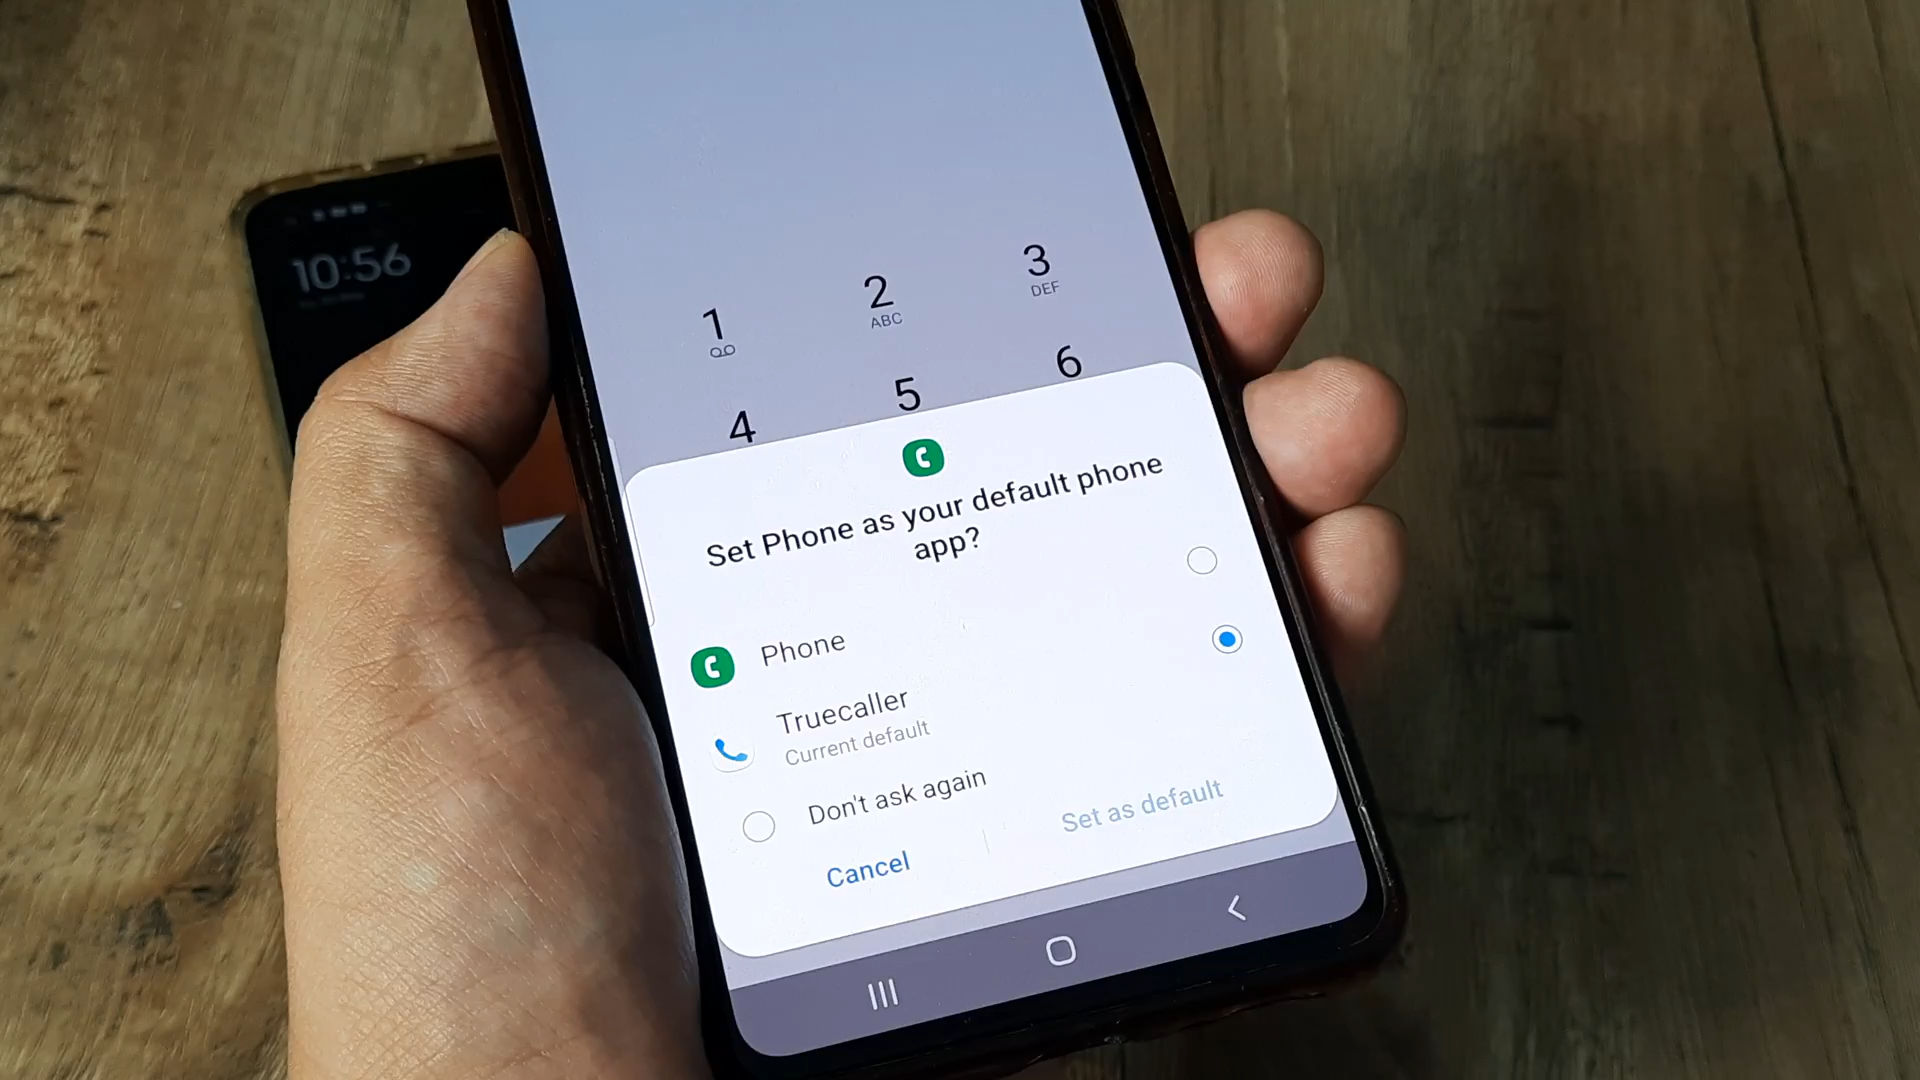 10:56
1
2
ABC
3
DEF
4
5
6
Set Phone as your default phone
app?
Phone
Truecaller
Current default
Don't ask again
Cancel
Set as default